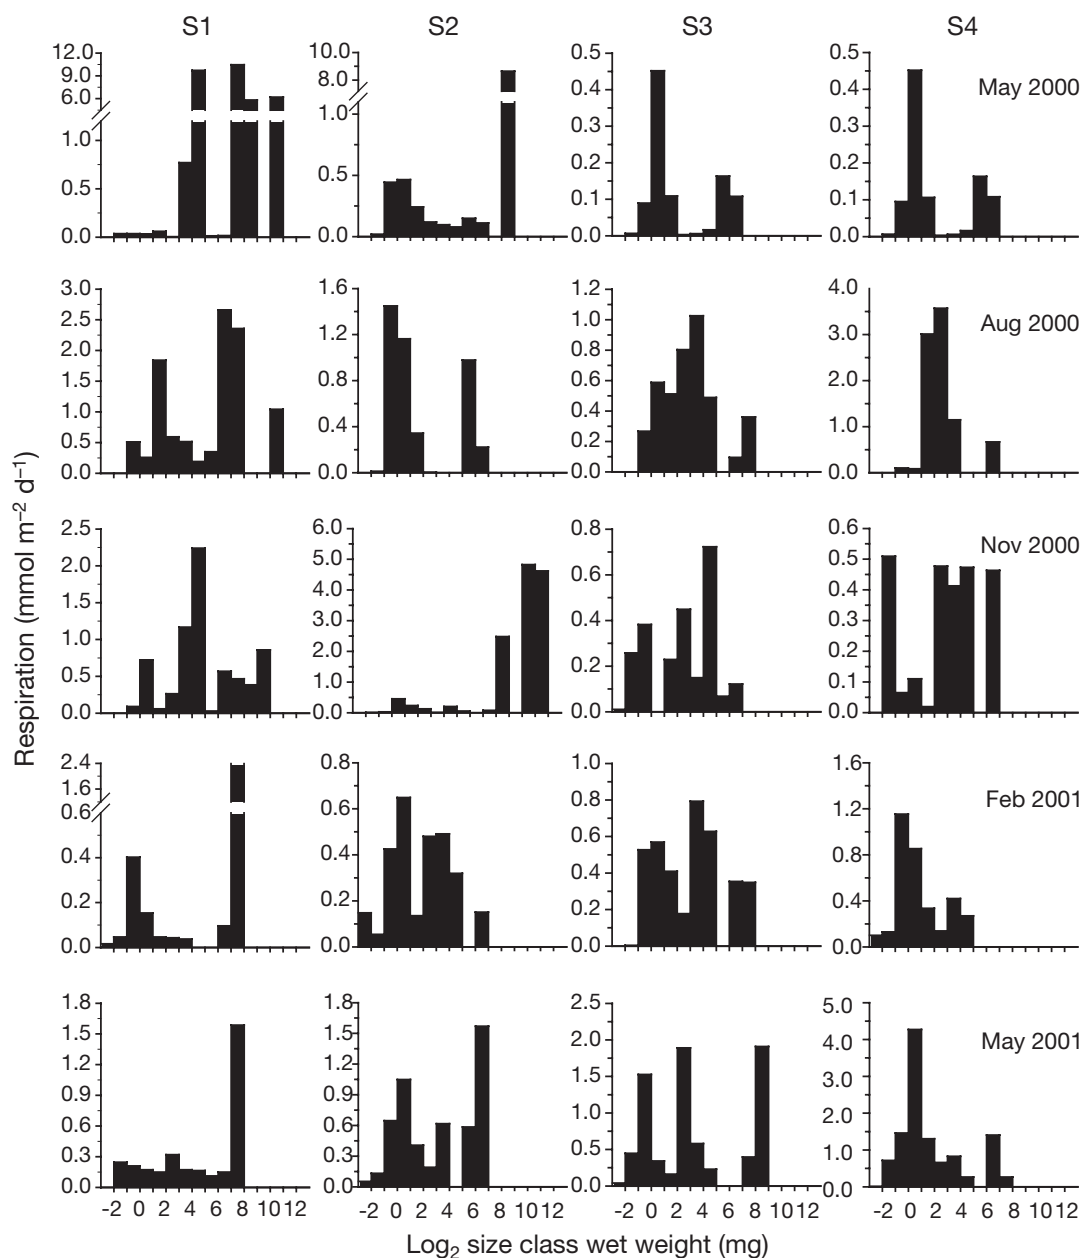 S1 S2 S3 S4
12.0 10.0 0.5 0.5
9.0 8.0 0.4 0.4
6.0 1.0 0.3 0.3
1.0 0.5 0.2 0.2
0.5 0.0 0.1 0.1
0.0 0.0 0.0
May 2000
3.0 1.6 1.2 4.0
2.5 1.2 1.0 3.0
2.0 0.8 0.8 2.0
1.5 0.4 0.6 1.0
1.0 0.0 0.4 0.0
0.5 0.2
0.0 0.0
Aug 2000
2.5 6.0 0.8 0.6
2.0 5.0 0.6 0.5
1.5 4.0 0.4 0.4
1.0 3.0 0.2 0.3
0.5 2.0 0.0 0.2
0.0 1.0 0.1
0.0 0.0
Nov 2000
2.4 0.8 1.0 1.6
1.6 0.6 0.8 1.2
0.6 0.4 0.6 0.8
0.4 0.2 0.4 0.4
0.2 0.0 0.2 0.0
0.0 0.0
Feb 2001
1.8 1.8 2.5 5.0
1.5 1.5 2.0 4.0
1.2 1.2 1.5 3.0
0.9 0.9 1.0 2.0
0.6 0.6 0.5 1.0
0.3 0.3 0.0 0.0
0.0 0.0
May 2001
-2 0 2 4 6 8 10 12 -2 0 2 4 6 8 10 12 -2 0 2 4 6 8 10 12 -2 0 2 4 6 8 10 12
Respiration (mmol m⁻² d⁻¹)
Log₂ size class wet weight (mg)